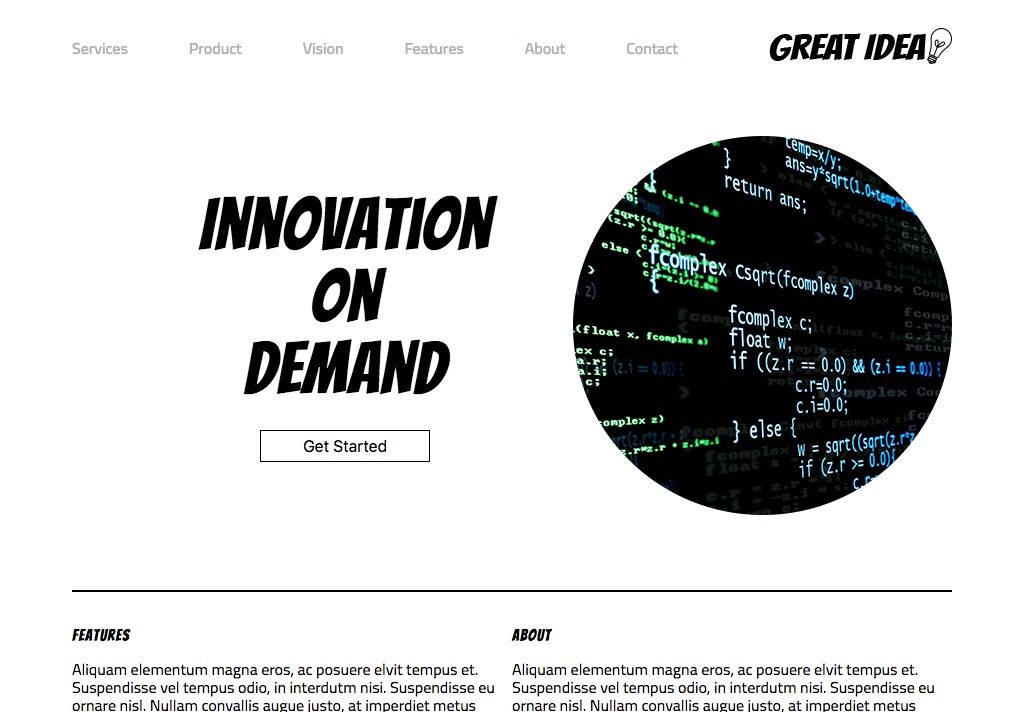 Services
Product
Vision
Features
About
Contact
GREAT IDEA
INNOVATION
ON
DEMAND
Get Started
temp=x/y;
ans=y*sqrt(1.0+temp*temp
}
return ans;
}
else {
fcomplex Csqrt(fcomplex z)
{
fcomplex c;
float w;
(float x, fcomplex a)
if ((z.r == 0.0) && (z.i == 0.0)) {
c.r=0.0;
c.i=0.0;
} else {
w = sqrt((sqrt(z.r*z.
if (z.r >= 0.0){
FEATURES
Aliquam elementum magna eros, ac posuere elvit tempus et.
Suspendisse vel tempus odio, in interdutm nisi. Suspendisse eu
ornare nisl. Nullam convallis augue justo, at imperdiet metus
ABOUT
Aliquam elementum magna eros, ac posuere elvit tempus et.
Suspendisse vel tempus odio, in interdutm nisi. Suspendisse eu
ornare nisl. Nullam convallis augue justo, at imperdiet metus